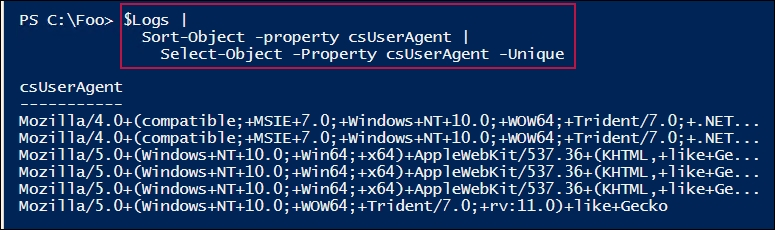 PS C:\Foo> $Logs |
Sort-Object -property csUserAgent |
Select-Object -Property csUserAgent -Unique
csUserAgent
-----------
Mozilla/4.0+(compatible;+MSIE+7.0;+Windows+NT+10.0;+WOW64;+Trident/7.0;+.NET...
Mozilla/4.0+(compatible;+MSIE+7.0;+Windows+NT+10.0;+WOW64;+Trident/7.0;+.NET...
Mozilla/5.0+(Windows+NT+10.0;+Win64;+x64)+AppleWebKit/537.36+(KHTML,+like+Ge...
Mozilla/5.0+(Windows+NT+10.0;+Win64;+x64)+AppleWebKit/537.36+(KHTML,+like+Ge...
Mozilla/5.0+(Windows+NT+10.0;+Win64;+x64)+AppleWebKit/537.36+(KHTML,+like+Ge...
Mozilla/5.0+(Windows+NT+10.0;+WOW64;+Trident/7.0;+rv:11.0)+like+Gecko